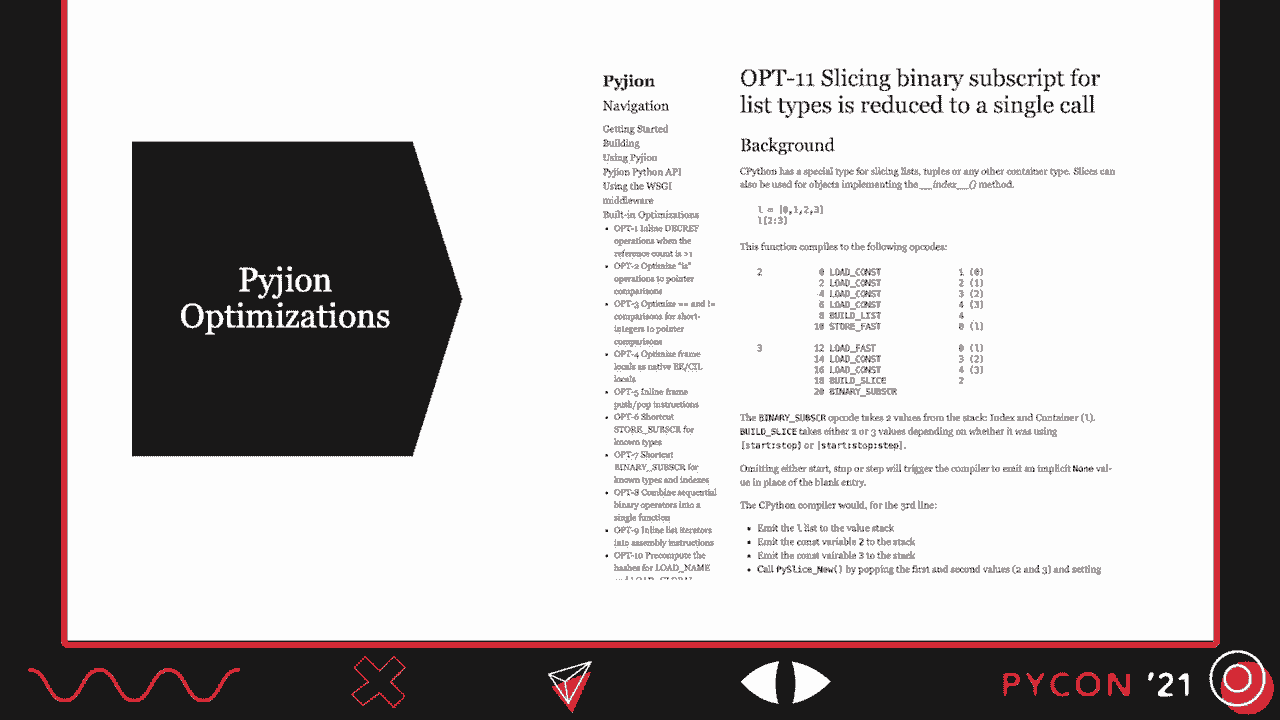 Pyjion
Optimizations
Pyjion
Navigation
Getting Started
Building
Using Pyjion
Pyjion Python API
Using the WSGI
middleware
Built-in Optimizations
• OPT-1 Inline DECREF
operations when the
reference count is >1
• OPT-2 Optimize "is"
operations to pointer
comparisons
• OPT-3 Optimize == and !=
comparisons for short-
integers to pointer
comparisons
• OPT-4 Optimize frame
locals as native EE/CIL
locals
• OPT-5 Inline frame
push/pop instructions
• OPT-6 Shortcut
STORE_SUBSCR for
known types
• OPT-7 Shortcut
BINARY_SUBSCR for
known types and indexes
• OPT-8 Combine sequential
binary operators into a
single function
• OPT-9 Inline list iterators
into assembly instructions
• OPT-10 Precompute the
hashes for LOAD_NAME
and LOAD_GLOBAL
OPT-11 Slicing binary subscript for
list types is reduced to a single call
Background
CPython has a special type for slicing lists, tuples or any other container type. Slices can
also be used for objects implementing the __index__() method.
l = [0,1,2,3]
l[2:3]
This function compiles to the following opcodes:
2 0 LOAD_CONST 1 (0)
2 LOAD_CONST 2 (1)
4 LOAD_CONST 3 (2)
6 LOAD_CONST 4 (3)
8 BUILD_LIST 4
10 STORE_FAST 0 (l)
3 12 LOAD_FAST 0 (l)
14 LOAD_CONST 3 (2)
16 LOAD_CONST 4 (3)
18 BUILD_SLICE 2
20 BINARY_SUBSCR
The BINARY_SUBSCR opcode takes 2 values from the stack: Index and Container (l).
BUILD_SLICE takes either 2 or 3 values depending on whether it was using
[start:stop] or [start:stop:step].
Omitting either start, stop or step will trigger the compiler to emit an implicit None val-
ue in place of the blank entry.
The CPython compiler would, for the 3rd line:
• Emit the l list to the value stack
• Emit the const variable 2 to the stack
• Emit the const vairable 3 to the stack
• Call PySlice_New() by popping the first and second values (2 and 3) and setting
PYCON '21